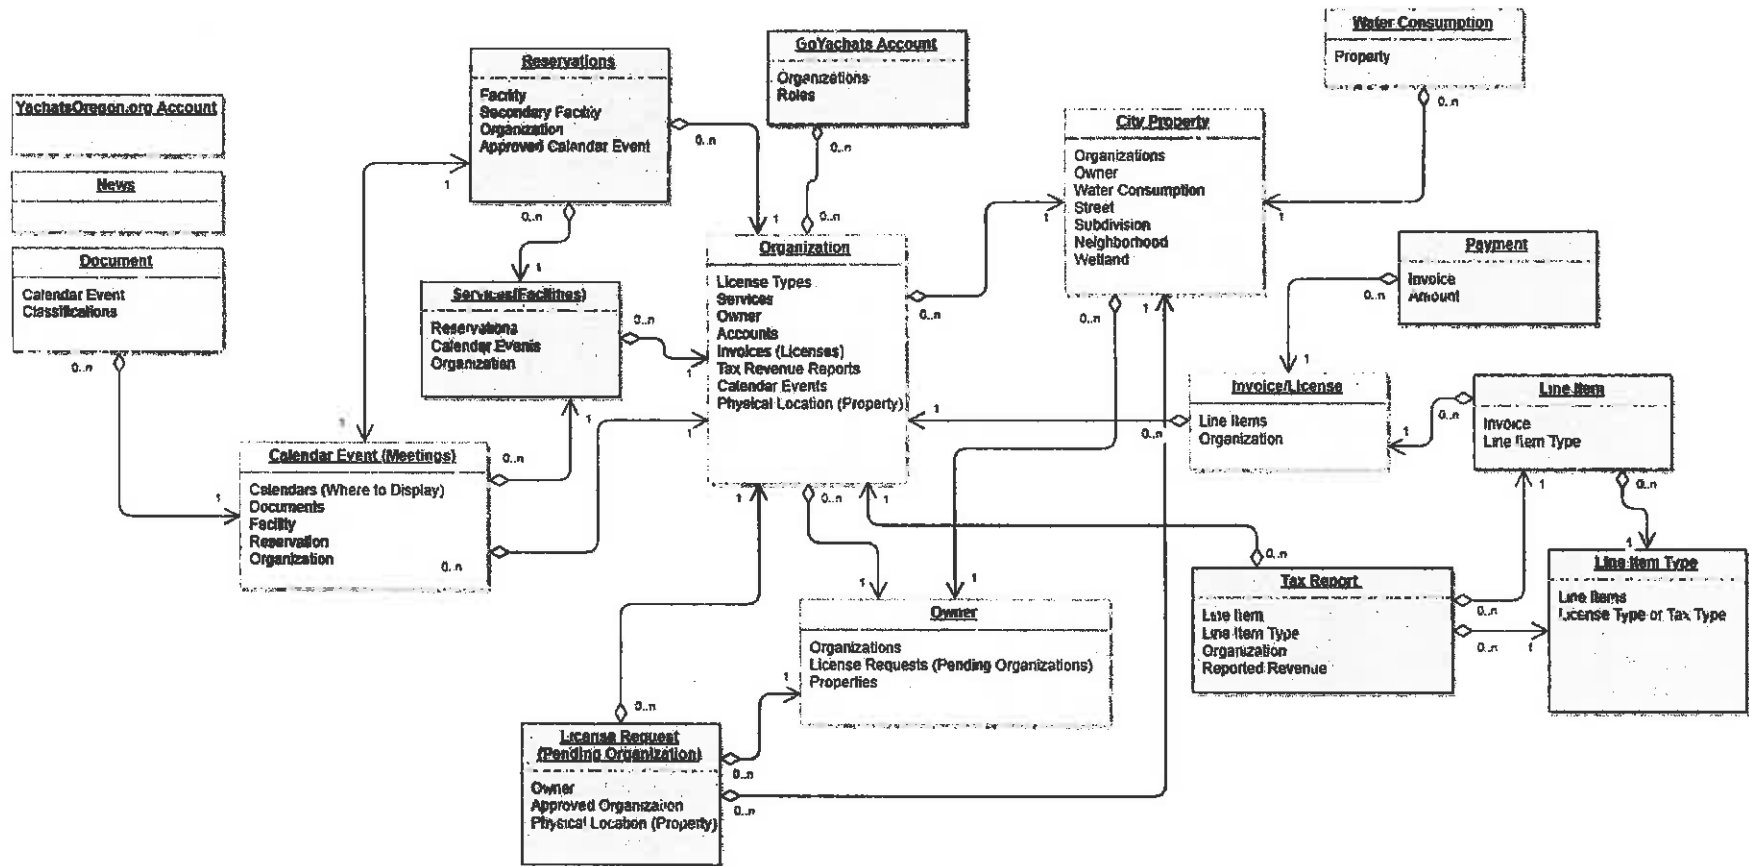 YachatsOregon.org Account
News
Document
Calendar Event
Classifications
0..n
1
Reservations
Facility
Secondary Facility
Organization
Approved Calendar Event
0..n
1
0..n
1
GoYachats Account
Organizations
Roles
0..n
0..n
1
Services(Facilities)
Reservations
Calendar Events
Organization
0..n
1
1
1
Calendar Event (Meetings)
Calendars (Where to Display)
Documents
Facility
Reservation
Organization
1
0..n
0..n
Organization
License Types
Services
Owner
Accounts
Invoices (Licenses)
Tax Revenue Reports
Calendar Events
Physical Location (Property)
0..n
1
1
0..n
1
Water Consumption
Property
0..n
City Property
Organizations
Owner
Water Consumption
Street
Subdivision
Neighborhood
Wetland
1
1
0..n
1
Payment
Invoice
Amount
0..n
1
Invoice/License
Line Items
Organization
1
0..n
Line Item
Invoice
Line Item Type
0..n
1
0..n
1
1
Tax Report
Line Item
Line Item Type
Organization
Reported Revenue
0..n
0..n
0..n
1
Line Item Type
Line Items
License Type or Tax Type
1
1
Owner
Organizations
License Requests (Pending Organizations)
Properties
1
License Request
(Pending Organization)
Owner
Approved Organization
Physical Location (Property)
0..n
0..n
0..n